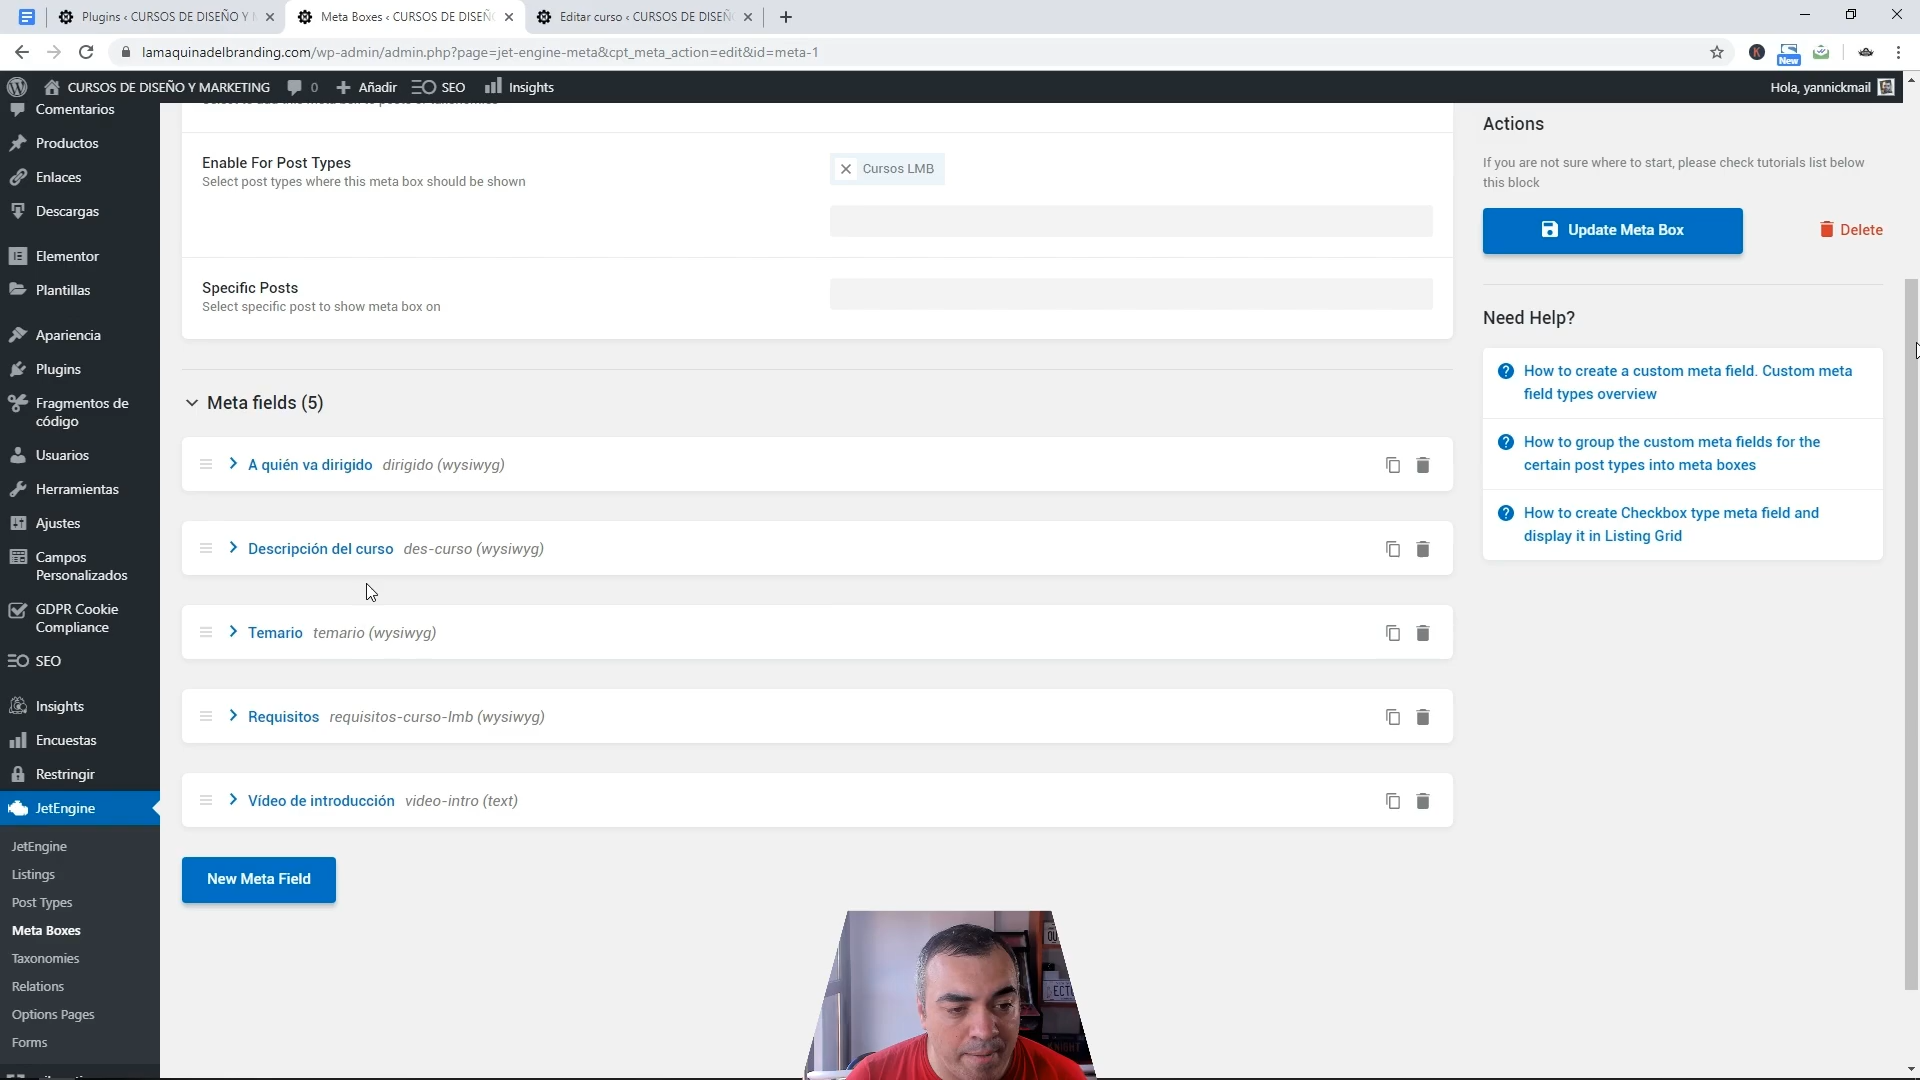 Plugins ‹ CURSOS DE DISEÑO Y
Meta Boxes ‹ CURSOS DE DISEÑ
Editar curso ‹ CURSOS DE DISEÑ
lamaquinadelbranding.com/wp-admin/admin.php?page=jet-engine-meta&cpt_meta_action=edit&id=meta-1
K
New
CURSOS DE DISEÑO Y MARKETING
0
Añadir
SEO
Insights
Hola, yannickmail
Comentarios
Productos
Enlaces
Descargas
Elementor
Plantillas
Apariencia
Plugins
Fragmentos de
código
Usuarios
Herramientas
Ajustes
Campos
Personalizados
GDPR Cookie
Compliance
SEO
Insights
Encuestas
Restringir
JetEngine
JetEngine
Listings
Post Types
Meta Boxes
Taxonomies
Relations
Options Pages
Forms
Enable For Post Types
Select post types where this meta box should be shown
Cursos LMB
Specific Posts
Select specific post to show meta box on
Meta fields (5)
A quién va dirigido dirigido (wysiwyg)
Descripción del curso des-curso (wysiwyg)
Temario temario (wysiwyg)
Requisitos requisitos-curso-lmb (wysiwyg)
Vídeo de introducción video-intro (text)
New Meta Field
Actions
If you are not sure where to start, please check tutorials list below
this block
Update Meta Box
Delete
Need Help?
How to create a custom meta field. Custom meta
field types overview
How to group the custom meta fields for the
certain post types into meta boxes
How to create Checkbox type meta field and
display it in Listing Grid